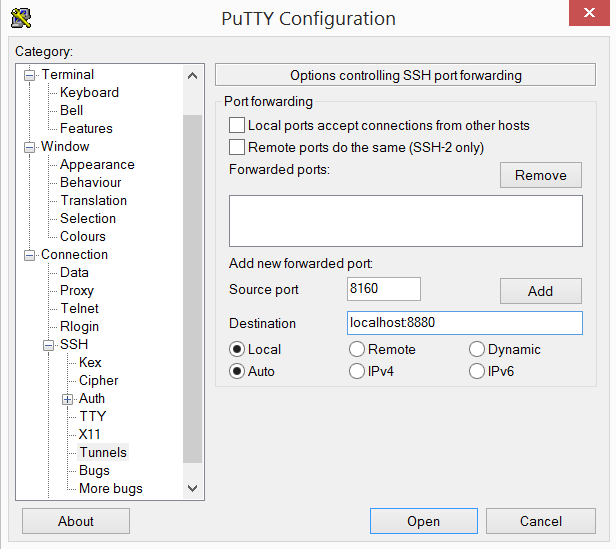 PuTTY Configuration
Category:
Terminal
Keyboard
Bell
Features
Window
Appearance
Behaviour
Translation
Selection
Colours
Connection
Data
Proxy
Telnet
Rlogin
SSH
Kex
Cipher
Auth
TTY
X11
Tunnels
Bugs
More bugs
Options controlling SSH port forwarding
Port forwarding
Local ports accept connections from other hosts
Remote ports do the same (SSH-2 only)
Forwarded ports:
Remove
Add new forwarded port:
Source port 8160 Add
Destination localhost:8880
Local Remote Dynamic
Auto IPv4 IPv6
About Open Cancel